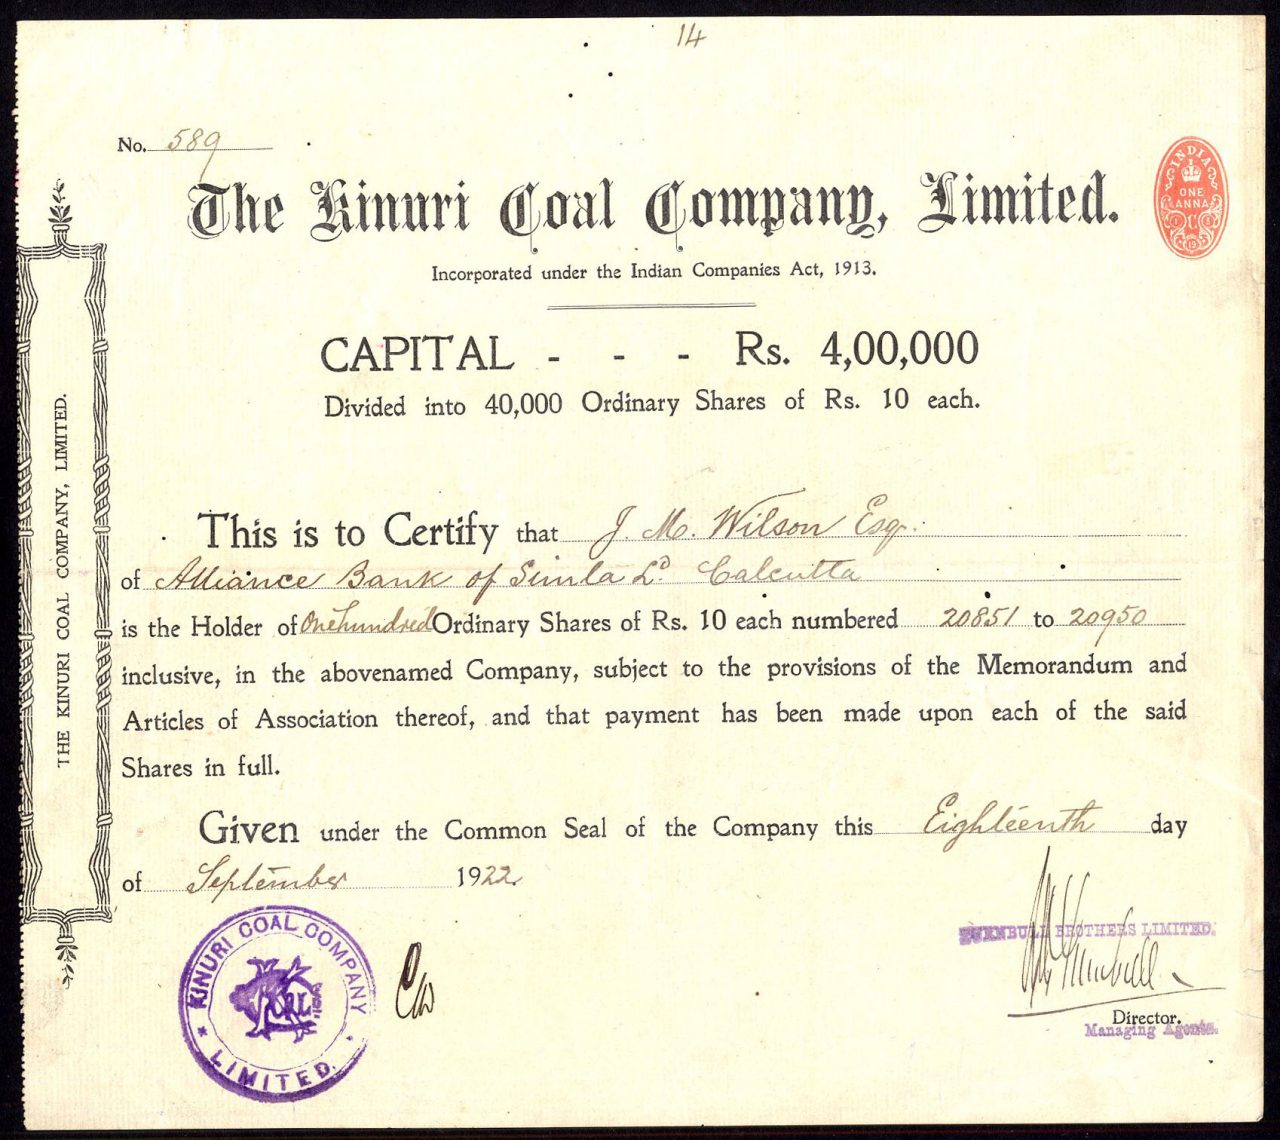 14
No. 589
INDIA
ONE
ANNA
The Kinuri Coal Company, Limited.
Incorporated under the Indian Companies Act, 1913.
CAPITAL - - - Rs. 4,00,000
Divided into 40,000 Ordinary Shares of Rs. 10 each.
THE KINURI COAL COMPANY, LIMITED.
This is to Certify that J. M. Wilson Esqr.
of Alliance Bank of Simla Ld. Calcutta
is the Holder of One hundred Ordinary Shares of Rs. 10 each numbered 20851 to 20950
inclusive, in the abovenamed Company, subject to the provisions of the Memorandum and
Articles of Association thereof, and that payment has been made upon each of the said
Shares in full.
Given under the Common Seal of the Company this Eighteenth day
of September 1922
KINURI COAL COMPANY
LIMITED.
TURNBULL BROTHERS LIMITED.
Director.
Managing Agents.